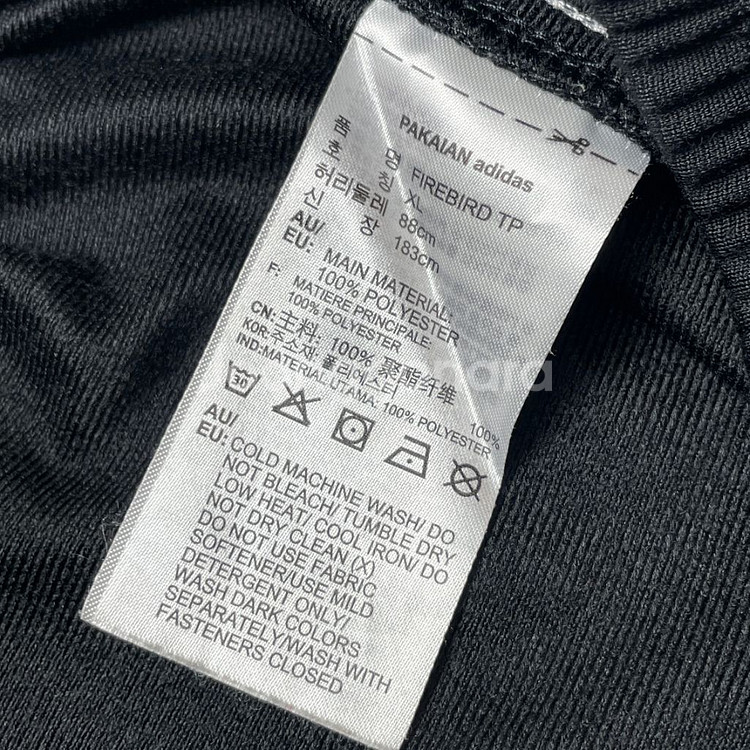 PAKAIAN adidas
품 명 FIREBIRD TP
호 칭 XL
허리둘레 88cm
신 장 183cm
AU/
EU: MAIN MATERIAL:
100% POLYESTER
F: MATIERE PRINCIPALE:
100% POLYESTER
CN: 主料: 100% 聚酯纤维
KOR: 주소재: 폴리에스터 100%
IND: MATERIAL UTAMA: 100% POLYESTER
30
AU/
EU: COLD MACHINE WASH/ DO
NOT BLEACH/ TUMBLE DRY
LOW HEAT/ COOL IRON/ DO
NOT DRY CLEAN (X)
DO NOT USE FABRIC
SOFTENER/USE MILD
DETERGENT ONLY/
WASH DARK COLORS
SEPARATELY/WASH WITH
FASTENERS CLOSED